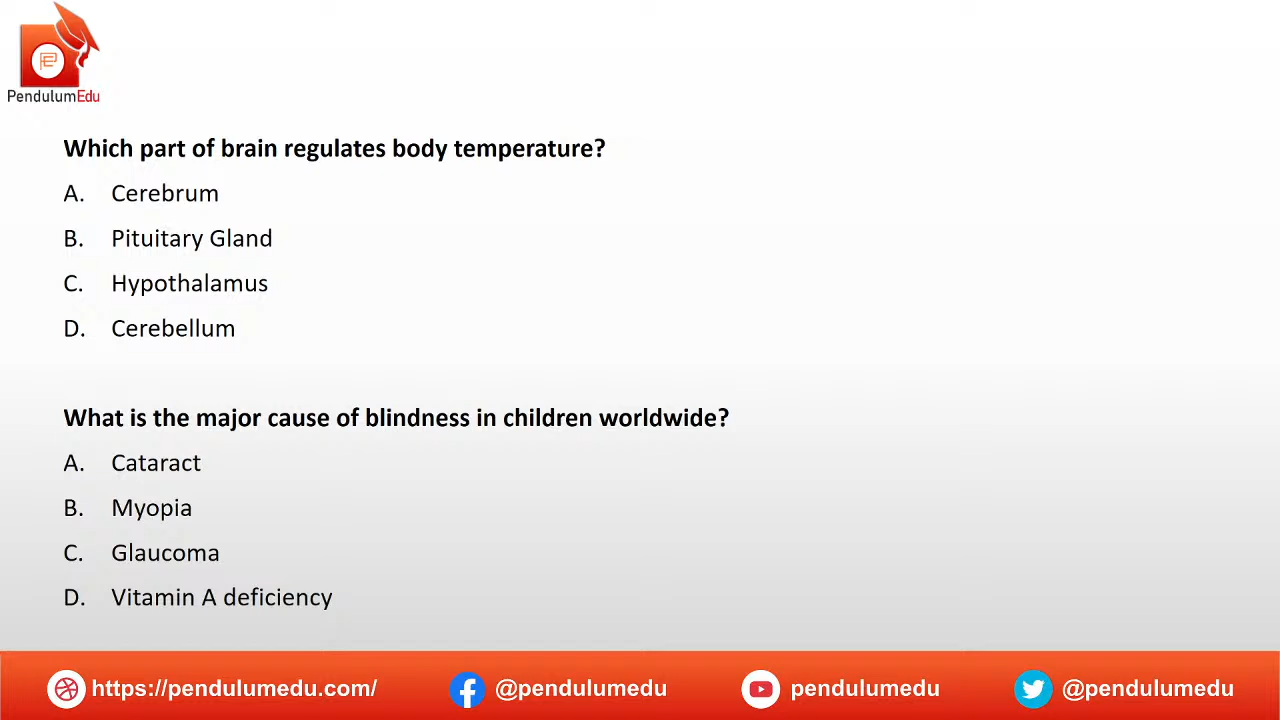 PendulumEdu
Which part of brain regulates body temperature?
A. Cerebrum
B. Pituitary Gland
C. Hypothalamus
D. Cerebellum
What is the major cause of blindness in children worldwide?
A. Cataract
B. Myopia
C. Glaucoma
D. Vitamin A deficiency
https://pendulumedu.com/ @pendulumedu pendulumedu @pendulumedu